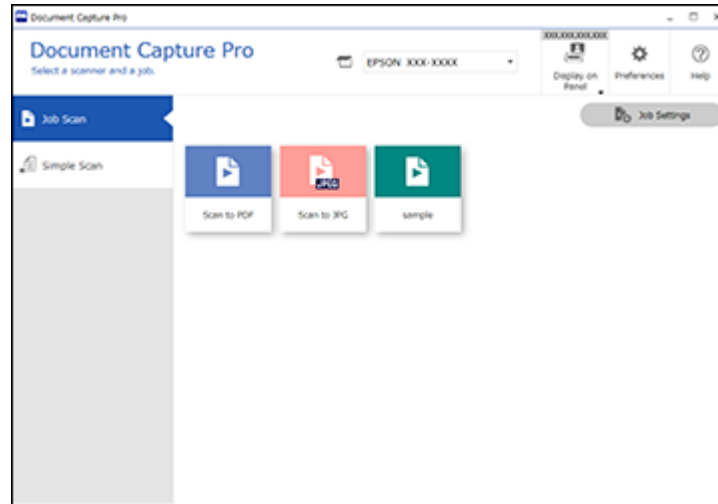 Document Capture Pro
Document Capture Pro
Select a scanner and a job.
EPSON XXX-XXXX
XXX.XXX.XXX.XXX
Display on
Panel
Preferences
Help
Job Scan
Job Settings
Simple Scan
JPEG
Scan to PDF
Scan to JPG
sample